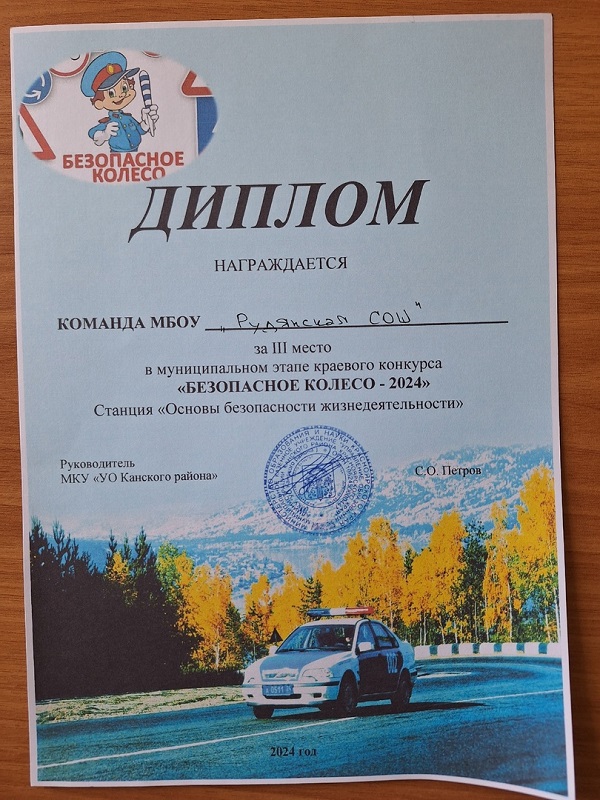 БЕЗОПАСНОЕ
КОЛЕСО
ДИПЛОМ
НАГРАЖДАЕТСЯ
КОМАНДА МБОУ „Рудянская СОШ"
за III место
в муниципальном этапе краевого конкурса
«БЕЗОПАСНОЕ КОЛЕСО - 2024»
Станция «Основы безопасности жизнедеятельности»
Руководитель
МКУ «УО Канского района»
С.О. Петров
2024 год